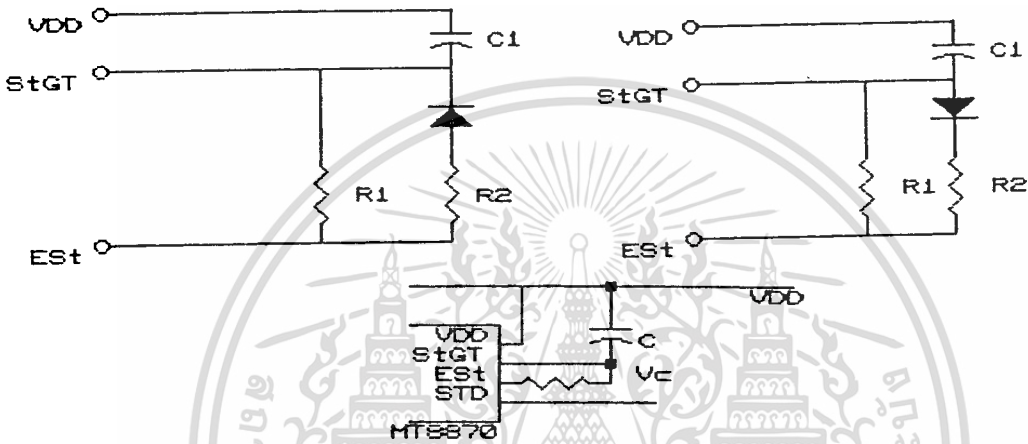 VDD
C1
StGT
R1
R2
ESt
VDD
C1
StGT
R1
R2
ESt
VDD
VDD
StGT
ESt
STD
C
Vc
MT8870